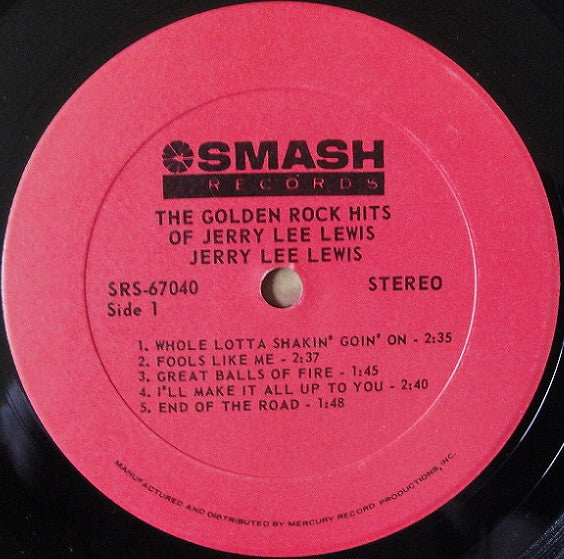 SMASH
RECORDS
THE GOLDEN ROCK HITS
OF JERRY LEE LEWIS
JERRY LEE LEWIS
SRS-67040 STEREO
Side 1
1. WHOLE LOTTA SHAKIN" GOIN" ON - 2:35
2. FOOLS LIKE ME - 2:37
3. GREAT BALLS OF FIRE - 1:45
4. I"LL MAKE IT ALL UP TO YOU - 2:40
5. END OF THE ROAD - 1:48
MANUFACTURED AND DISTRIBUTED BY MERCURY RECORD PRODUCTIONS, INC.